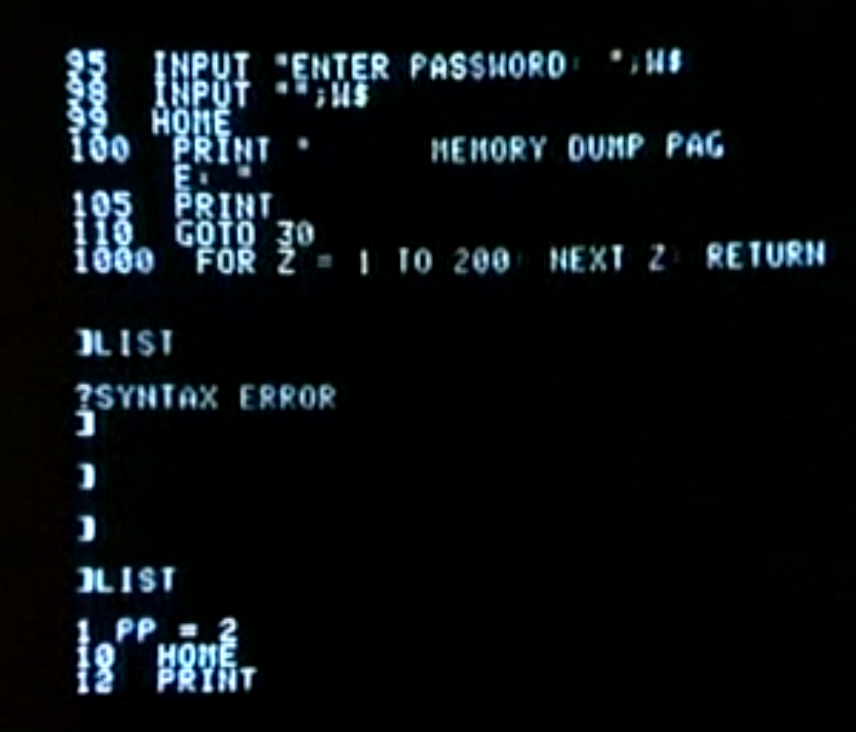 95  INPUT "ENTER PASSWORD: ";W$
98  INPUT "";W$
99  HOME
100  PRINT "      MEMORY DUMP PAG
E: "
105  PRINT
110  GOTO 30
1000  FOR Z = 1 TO 200: NEXT Z: RETURN
]LIST
?SYNTAX ERROR
]
]
]
]LIST
1 PP = 2
10  HOME
12  PRINT